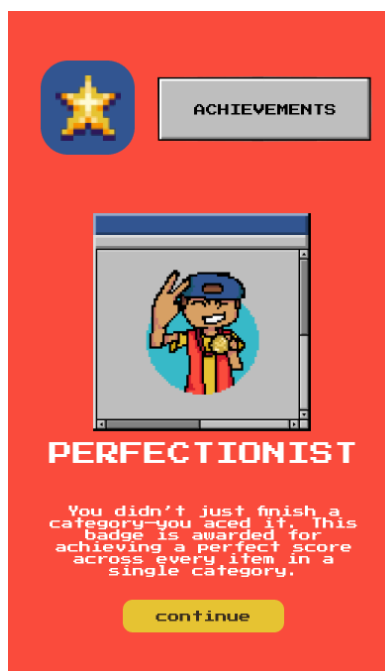 ACHIEVEMENTS
PERFECTIONIST
You didn't just finish a
category—you aced it. This
badge is awarded for
achieving a perfect score
across every item in a
single category.
continue